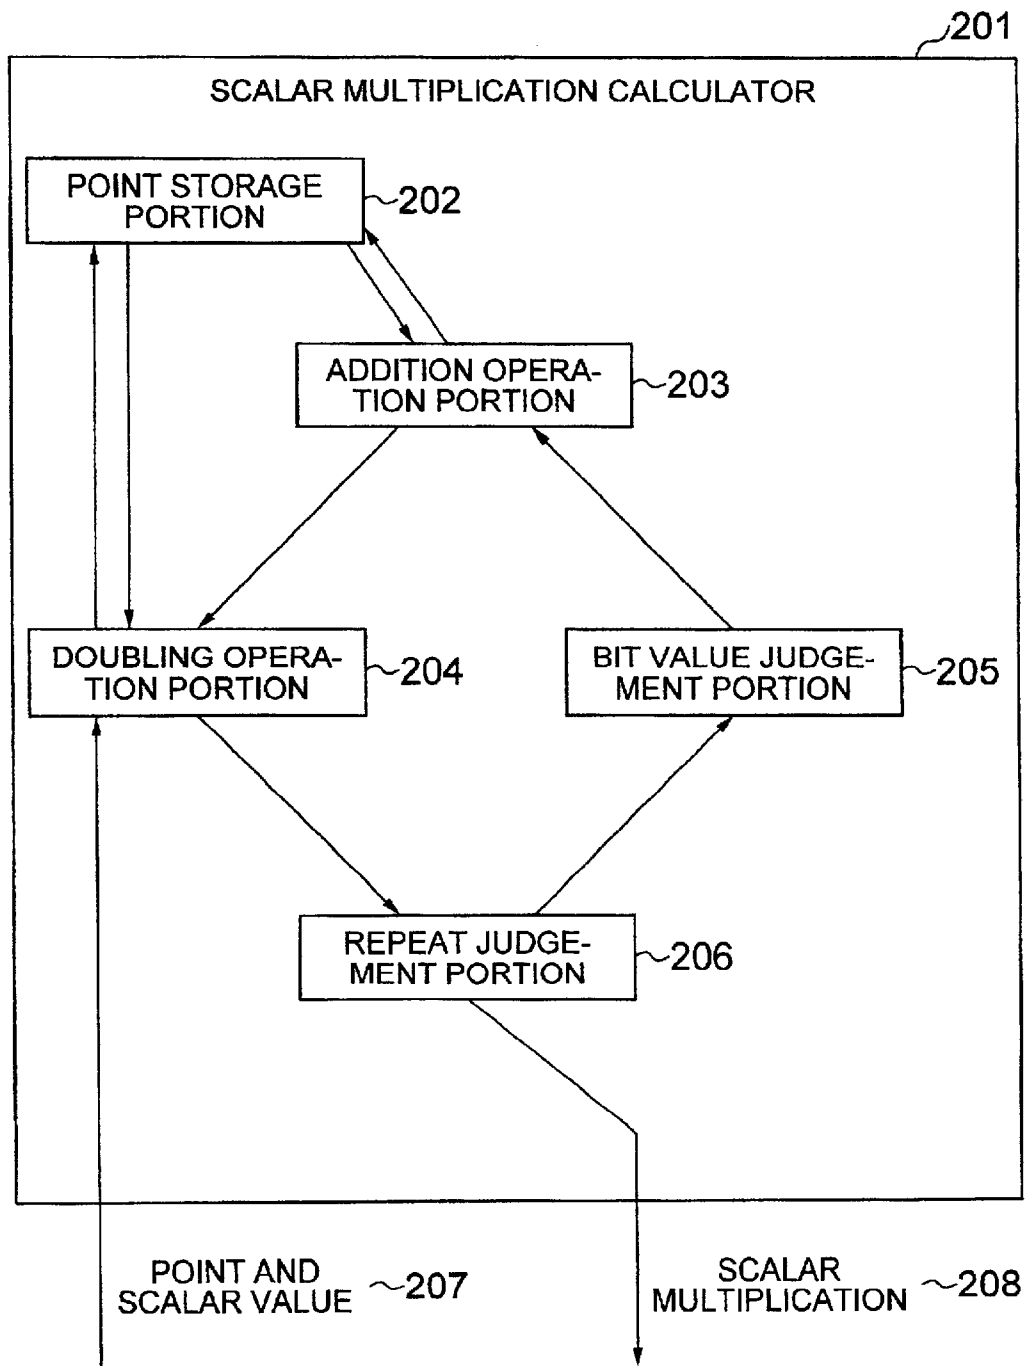 201
SCALAR MULTIPLICATION CALCULATOR
POINT STORAGE
PORTION
202
ADDITION OPERA-
TION PORTION
203
DOUBLING OPERA-
TION PORTION
204
BIT VALUE JUDGE-
MENT PORTION
205
REPEAT JUDGE-
MENT PORTION
206
POINT AND
SCALAR VALUE
207
SCALAR
MULTIPLICATION
208